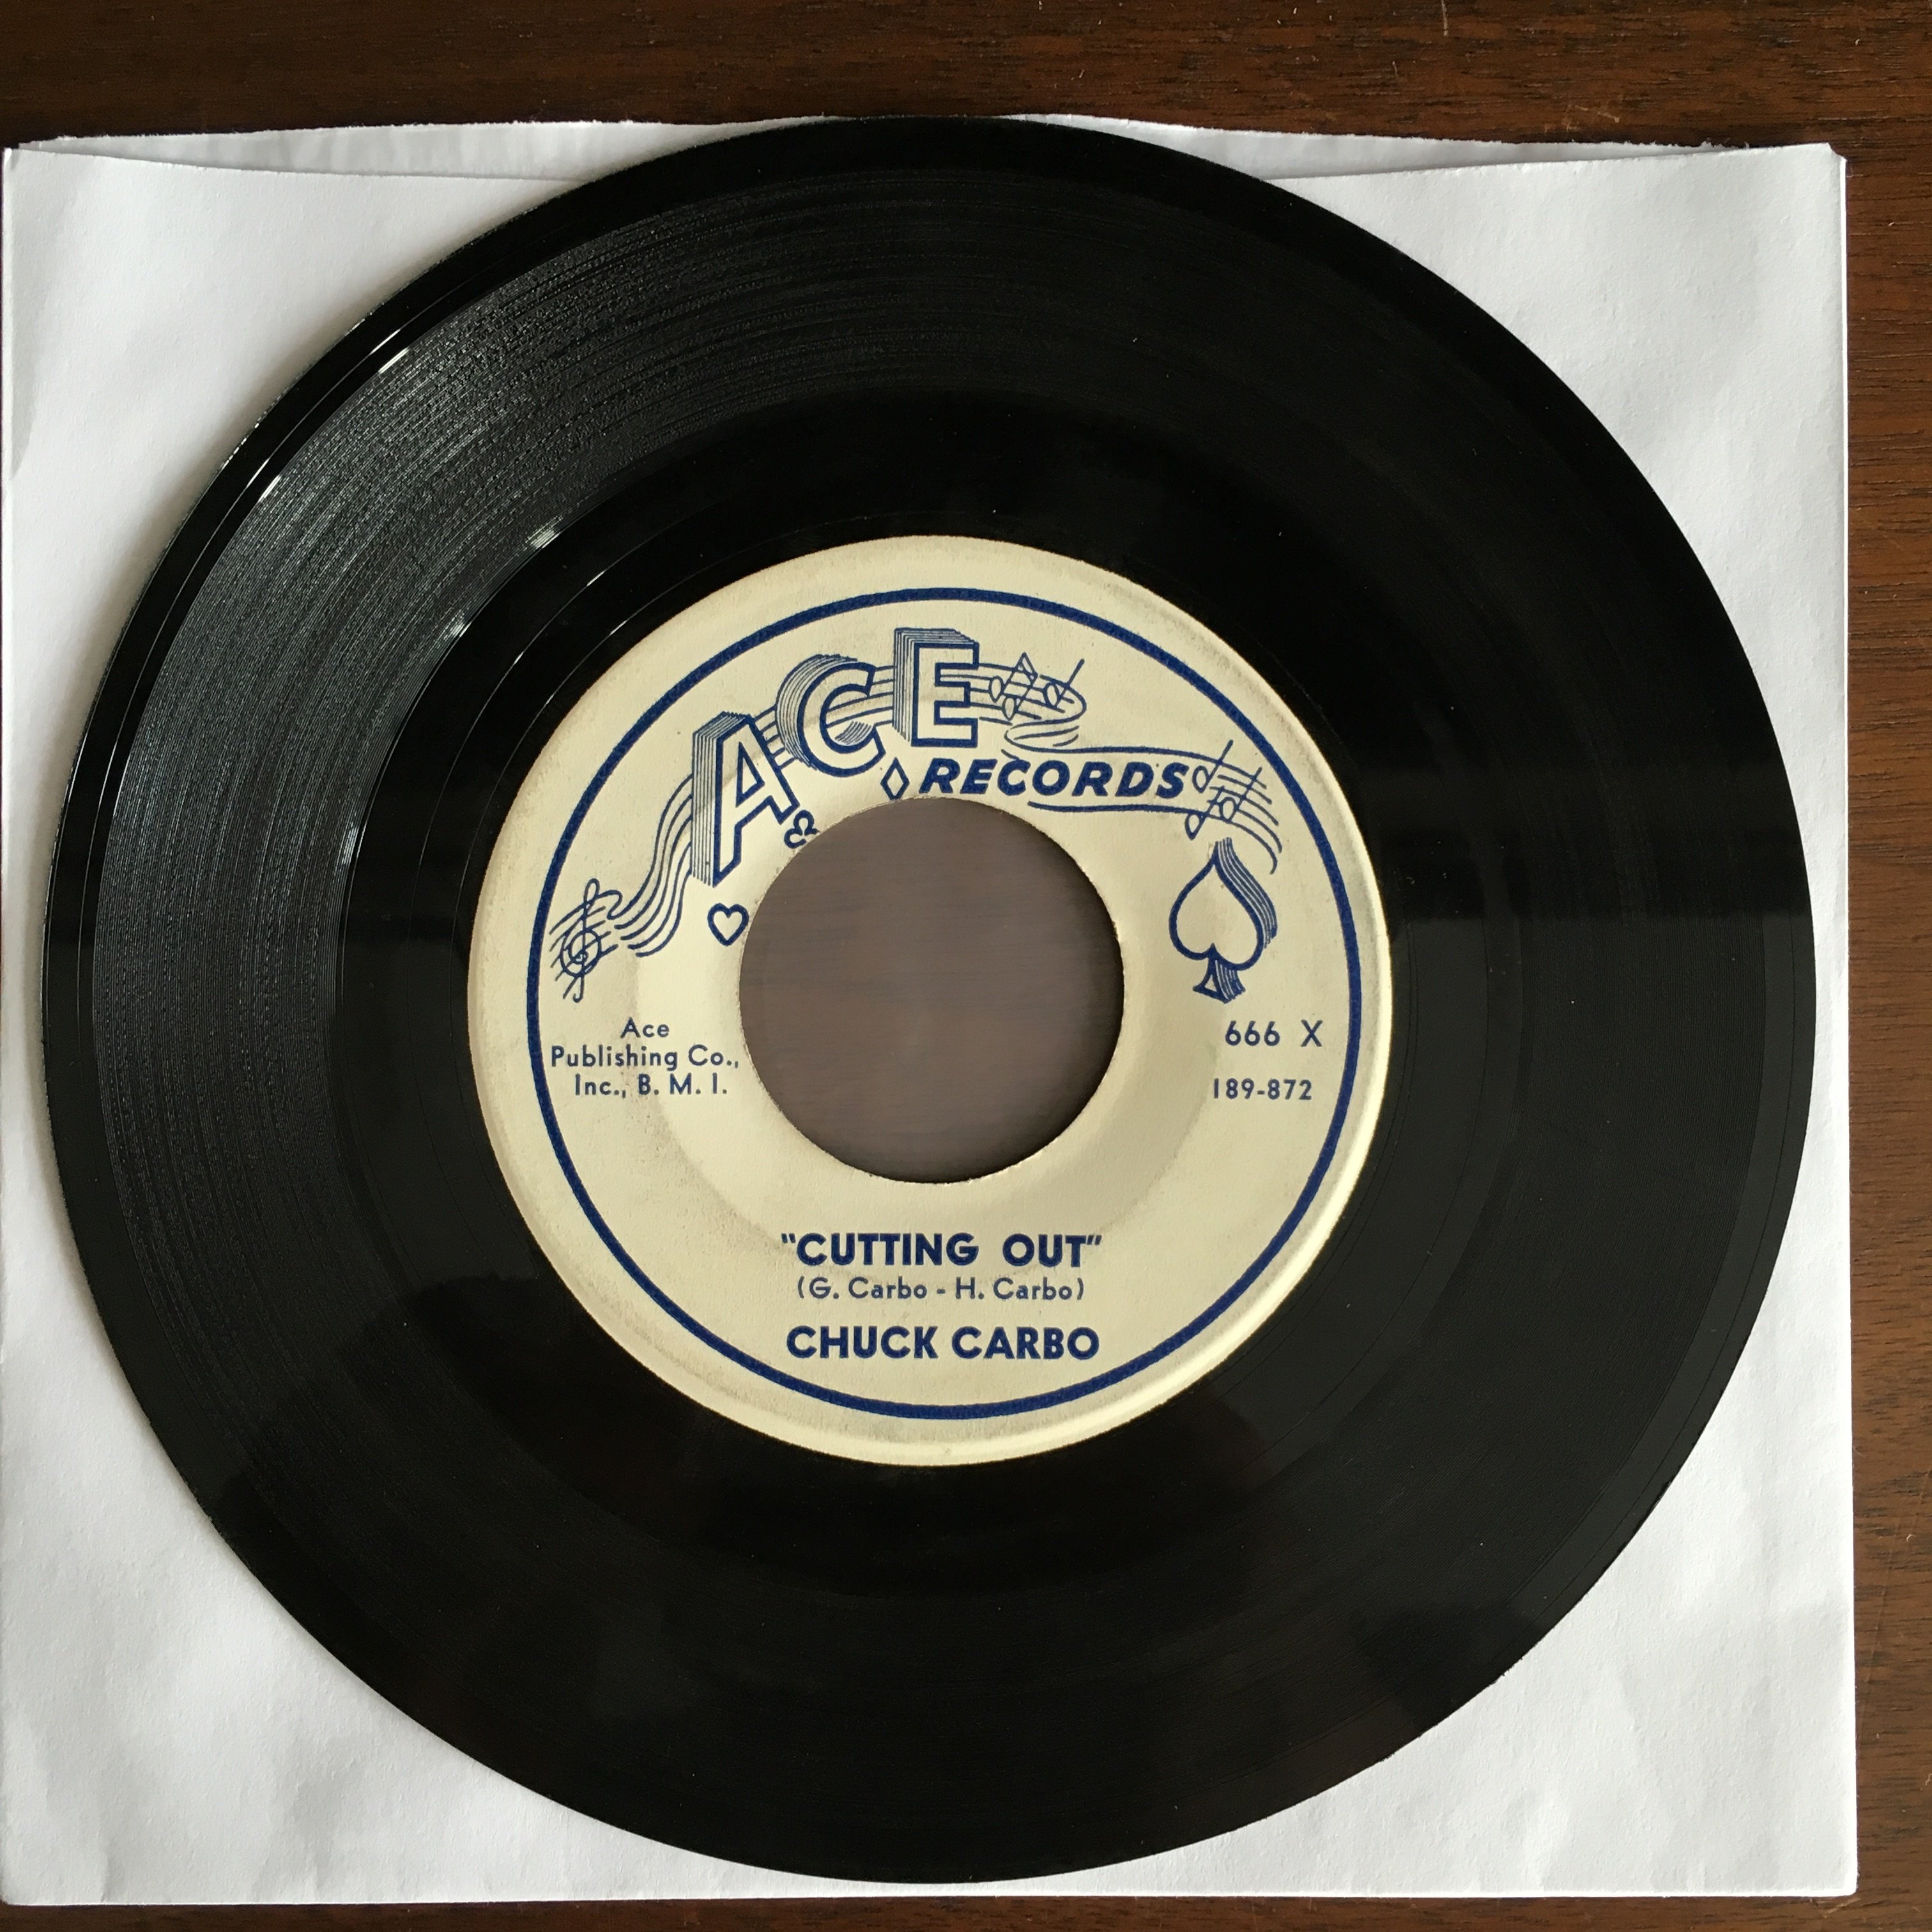 ACE
RECORDS
Ace
Publishing Co.,
Inc., B. M. I.
666 X
189-872
"CUTTING OUT"
(G. Carbo - H. Carbo)
CHUCK CARBO